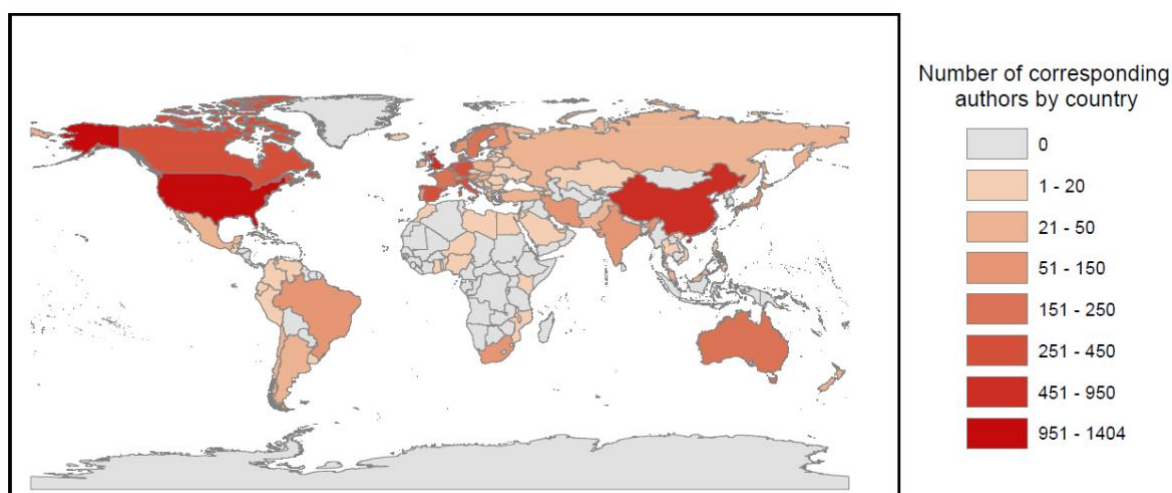 Number of corresponding
authors by country
0
1 - 20
21 - 50
51 - 150
151 - 250
251 - 450
451 - 950
951 - 1404